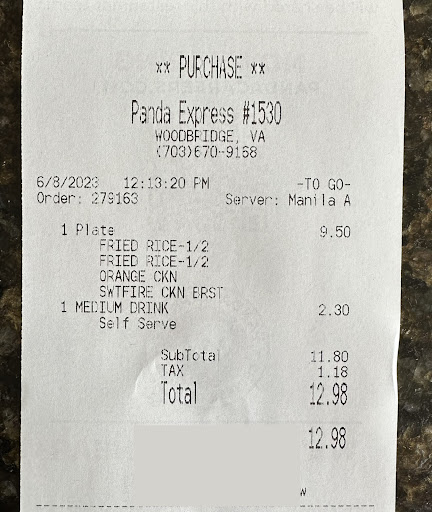 ** PURCHASE **
Panda Express #1530
WOODBRIDGE, VA
(703)670-9168
6/8/2023 12:13:20 PM -TO GO-
Order: 279163 Server: Manila A
1 Plate 9.50
FRIED RICE-1/2
FRIED RICE-1/2
ORANGE CKN
SWTFIRE CKN BRST
1 MEDIUM DRINK 2.30
Self Serve
SubTotal 11.80
TAX 1.18
Total 12.98
12.98
W